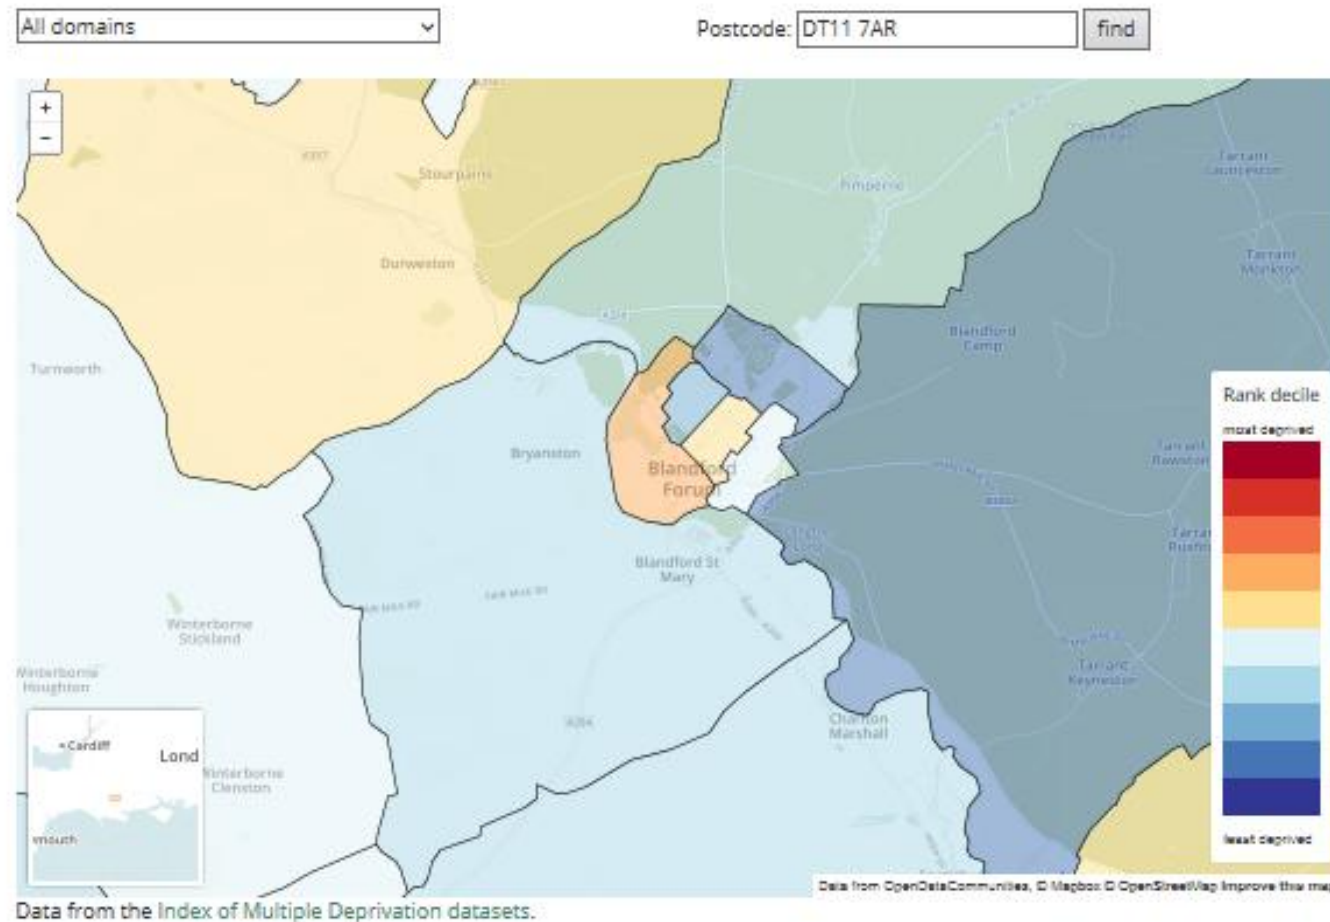 All domains
Postcode: DT11 7AR find
+
-
Stourpaine
Pimperne
Tarrant
Launceston
Durweston
Tarrant
Monkton
Blandford
Camp
Turnworth
Bryanston
Blandford
Forum
Tarrant
Rawston
Blandford St
Mary
Winterborne
Stickland
Winterborne
Houghton
Tarrant
Keyneston
Charlton
Marshall
Winterborne
Clenston
Rank decile
most deprived
least deprived
Cardiff
Lond
mouth
Data from OpenDataCommunities, © Mapbox © OpenStreetMap Improve this ma
Data from the Index of Multiple Deprivation datasets.